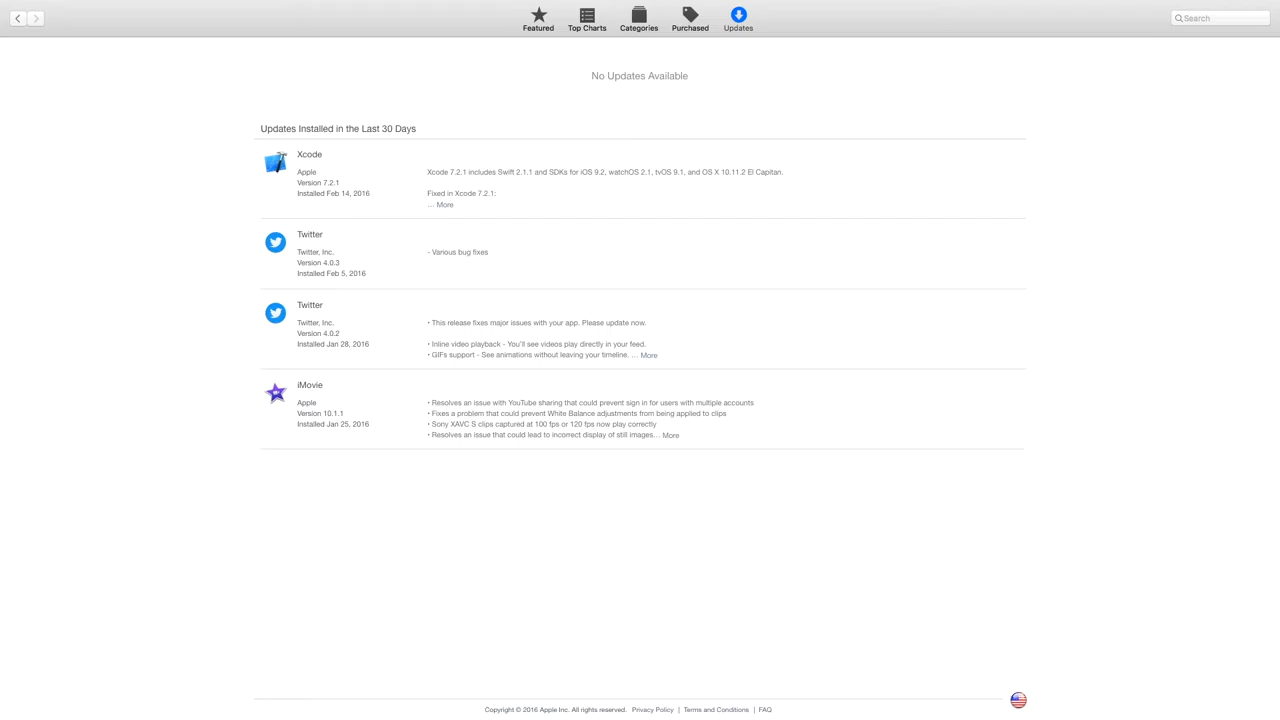 Featured
Top Charts
Categories
Purchased
Updates
Search
No Updates Available
Updates Installed in the Last 30 Days
Xcode
Apple
Version 7.2.1
Installed Feb 14, 2016
Xcode 7.2.1 includes Swift 2.1.1 and SDKs for iOS 9.2, watchOS 2.1, tvOS 9.1, and OS X 10.11.2 El Capitan.
Fixed in Xcode 7.2.1:
... More
Twitter
Twitter, Inc.
Version 4.0.3
Installed Feb 5, 2016
- Various bug fixes
Twitter
Twitter, Inc.
Version 4.0.2
Installed Jan 28, 2016
• This release fixes major issues with your app. Please update now.
• Inline video playback - You'll see videos play directly in your feed.
• GIFs support - See animations without leaving your timeline. ... More
iMovie
Apple
Version 10.1.1
Installed Jan 25, 2016
• Resolves an issue with YouTube sharing that could prevent sign in for users with multiple accounts
• Fixes a problem that could prevent White Balance adjustments from being applied to clips
• Sony XAVC S clips captured at 100 fps or 120 fps now play correctly
• Resolves an issue that could lead to incorrect display of still images... More
Copyright © 2016 Apple Inc. All rights reserved. Privacy Policy | Terms and Conditions | FAQ